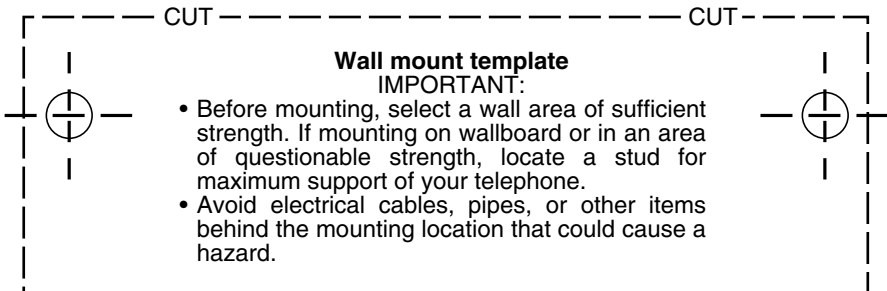 CUT CUT
Wall mount template
IMPORTANT:
• Before mounting, select a wall area of sufficient
strength. If mounting on wallboard or in an area
of questionable strength, locate a stud for
maximum support of your telephone.
• Avoid electrical cables, pipes, or other items
behind the mounting location that could cause a
hazard.